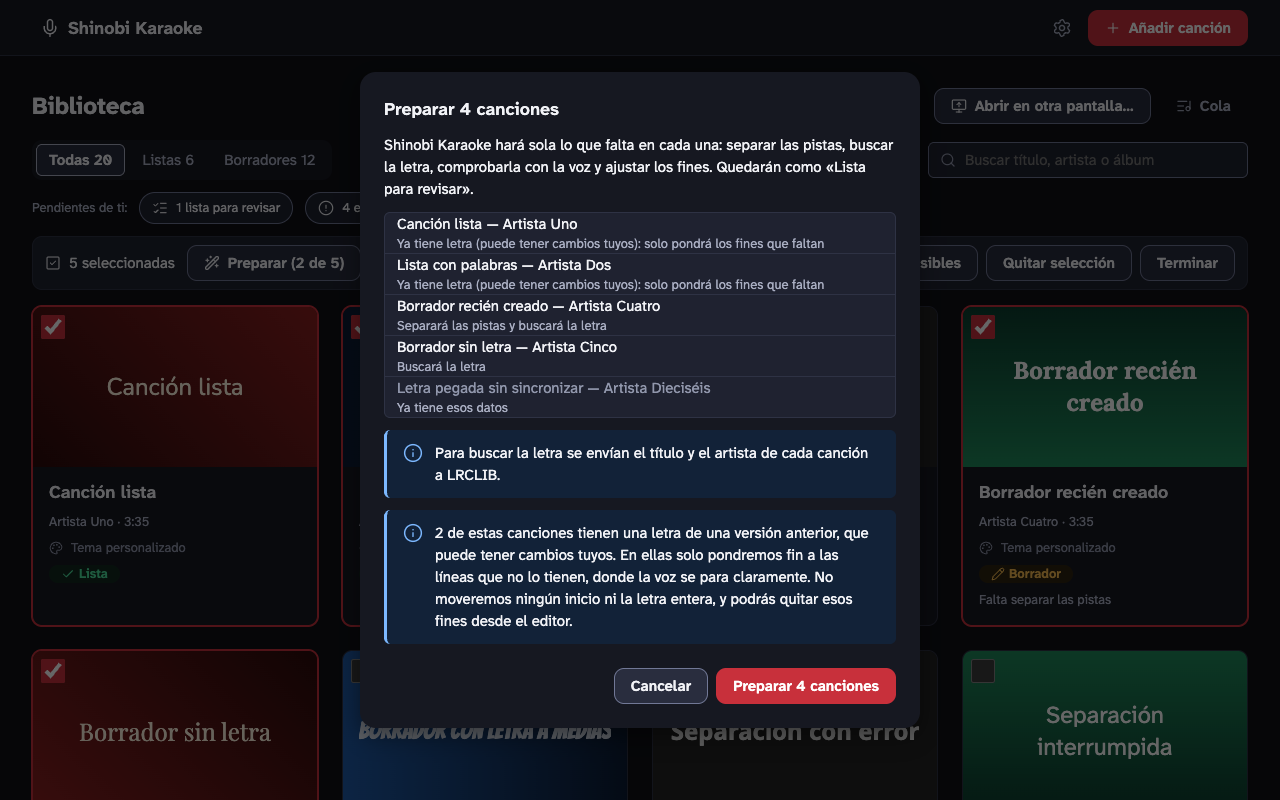 Shinobi Karaoke
Añadir canción
Biblioteca
Abrir en otra pantalla...
Cola
Todas 20
Listas 6
Borradores 12
Buscar título, artista o álbum
Pendientes de ti:
1 lista para revisar
4 e
5 seleccionadas
Preparar (2 de 5)
sibles
Quitar selección
Terminar
Preparar 4 canciones
Shinobi Karaoke hará sola lo que falta en cada una: separar las pistas, buscar
la letra, comprobarla con la voz y ajustar los fines. Quedarán como «Lista
para revisar».
Canción lista — Artista Uno
Ya tiene letra (puede tener cambios tuyos): solo pondrá los fines que faltan
Lista con palabras — Artista Dos
Ya tiene letra (puede tener cambios tuyos): solo pondrá los fines que faltan
Borrador recién creado — Artista Cuatro
Separará las pistas y buscará la letra
Borrador sin letra — Artista Cinco
Buscará la letra
Letra pegada sin sincronizar — Artista Dieciséis
Ya tiene esos datos
Para buscar la letra se envían el título y el artista de cada canción
a LRCLIB.
2 de estas canciones tienen una letra de una versión anterior, que
puede tener cambios tuyos. En ellas solo pondremos fin a las
líneas que no lo tienen, donde la voz se para claramente. No
moveremos ningún inicio ni la letra entera, y podrás quitar esos
fines desde el editor.
Cancelar
Preparar 4 canciones
Canción lista
Canción lista
Artista Uno · 3:35
Tema personalizado
Lista
Borrador recién
creado
Borrador recién creado
Artista Cuatro · 3:35
Tema personalizado
Borrador
Falta separar las pistas
Borrador sin letra
BORRADOR CON LETRA A MEDIAS
Separación con error
Separación
interrumpida